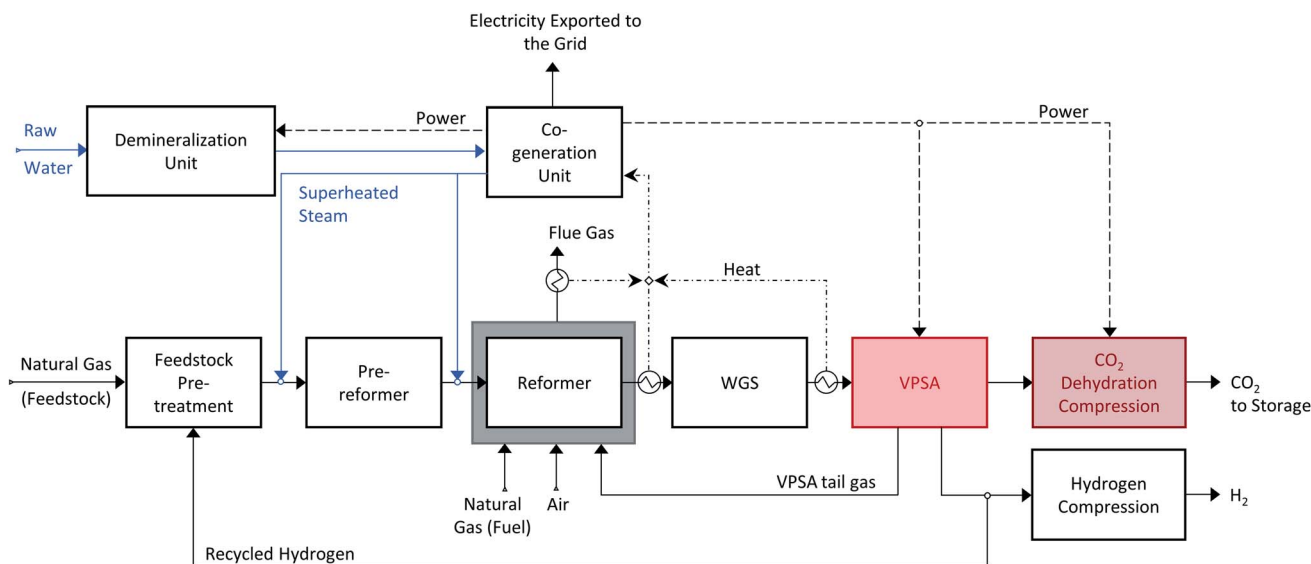 Electricity Exported to
the Grid
Raw
Water
Demineralization
Unit
Power
Co-
generation
Unit
Power
Superheated
Steam
Flue Gas
Heat
Natural Gas
(Feedstock)
Feedstock
Pre-
treatment
Pre-
reformer
Reformer
WGS
VPSA
CO2
Dehydration
Compression
CO2
to Storage
Natural
Gas (Fuel)
Air
VPSA tail gas
Hydrogen
Compression
H2
Recycled Hydrogen